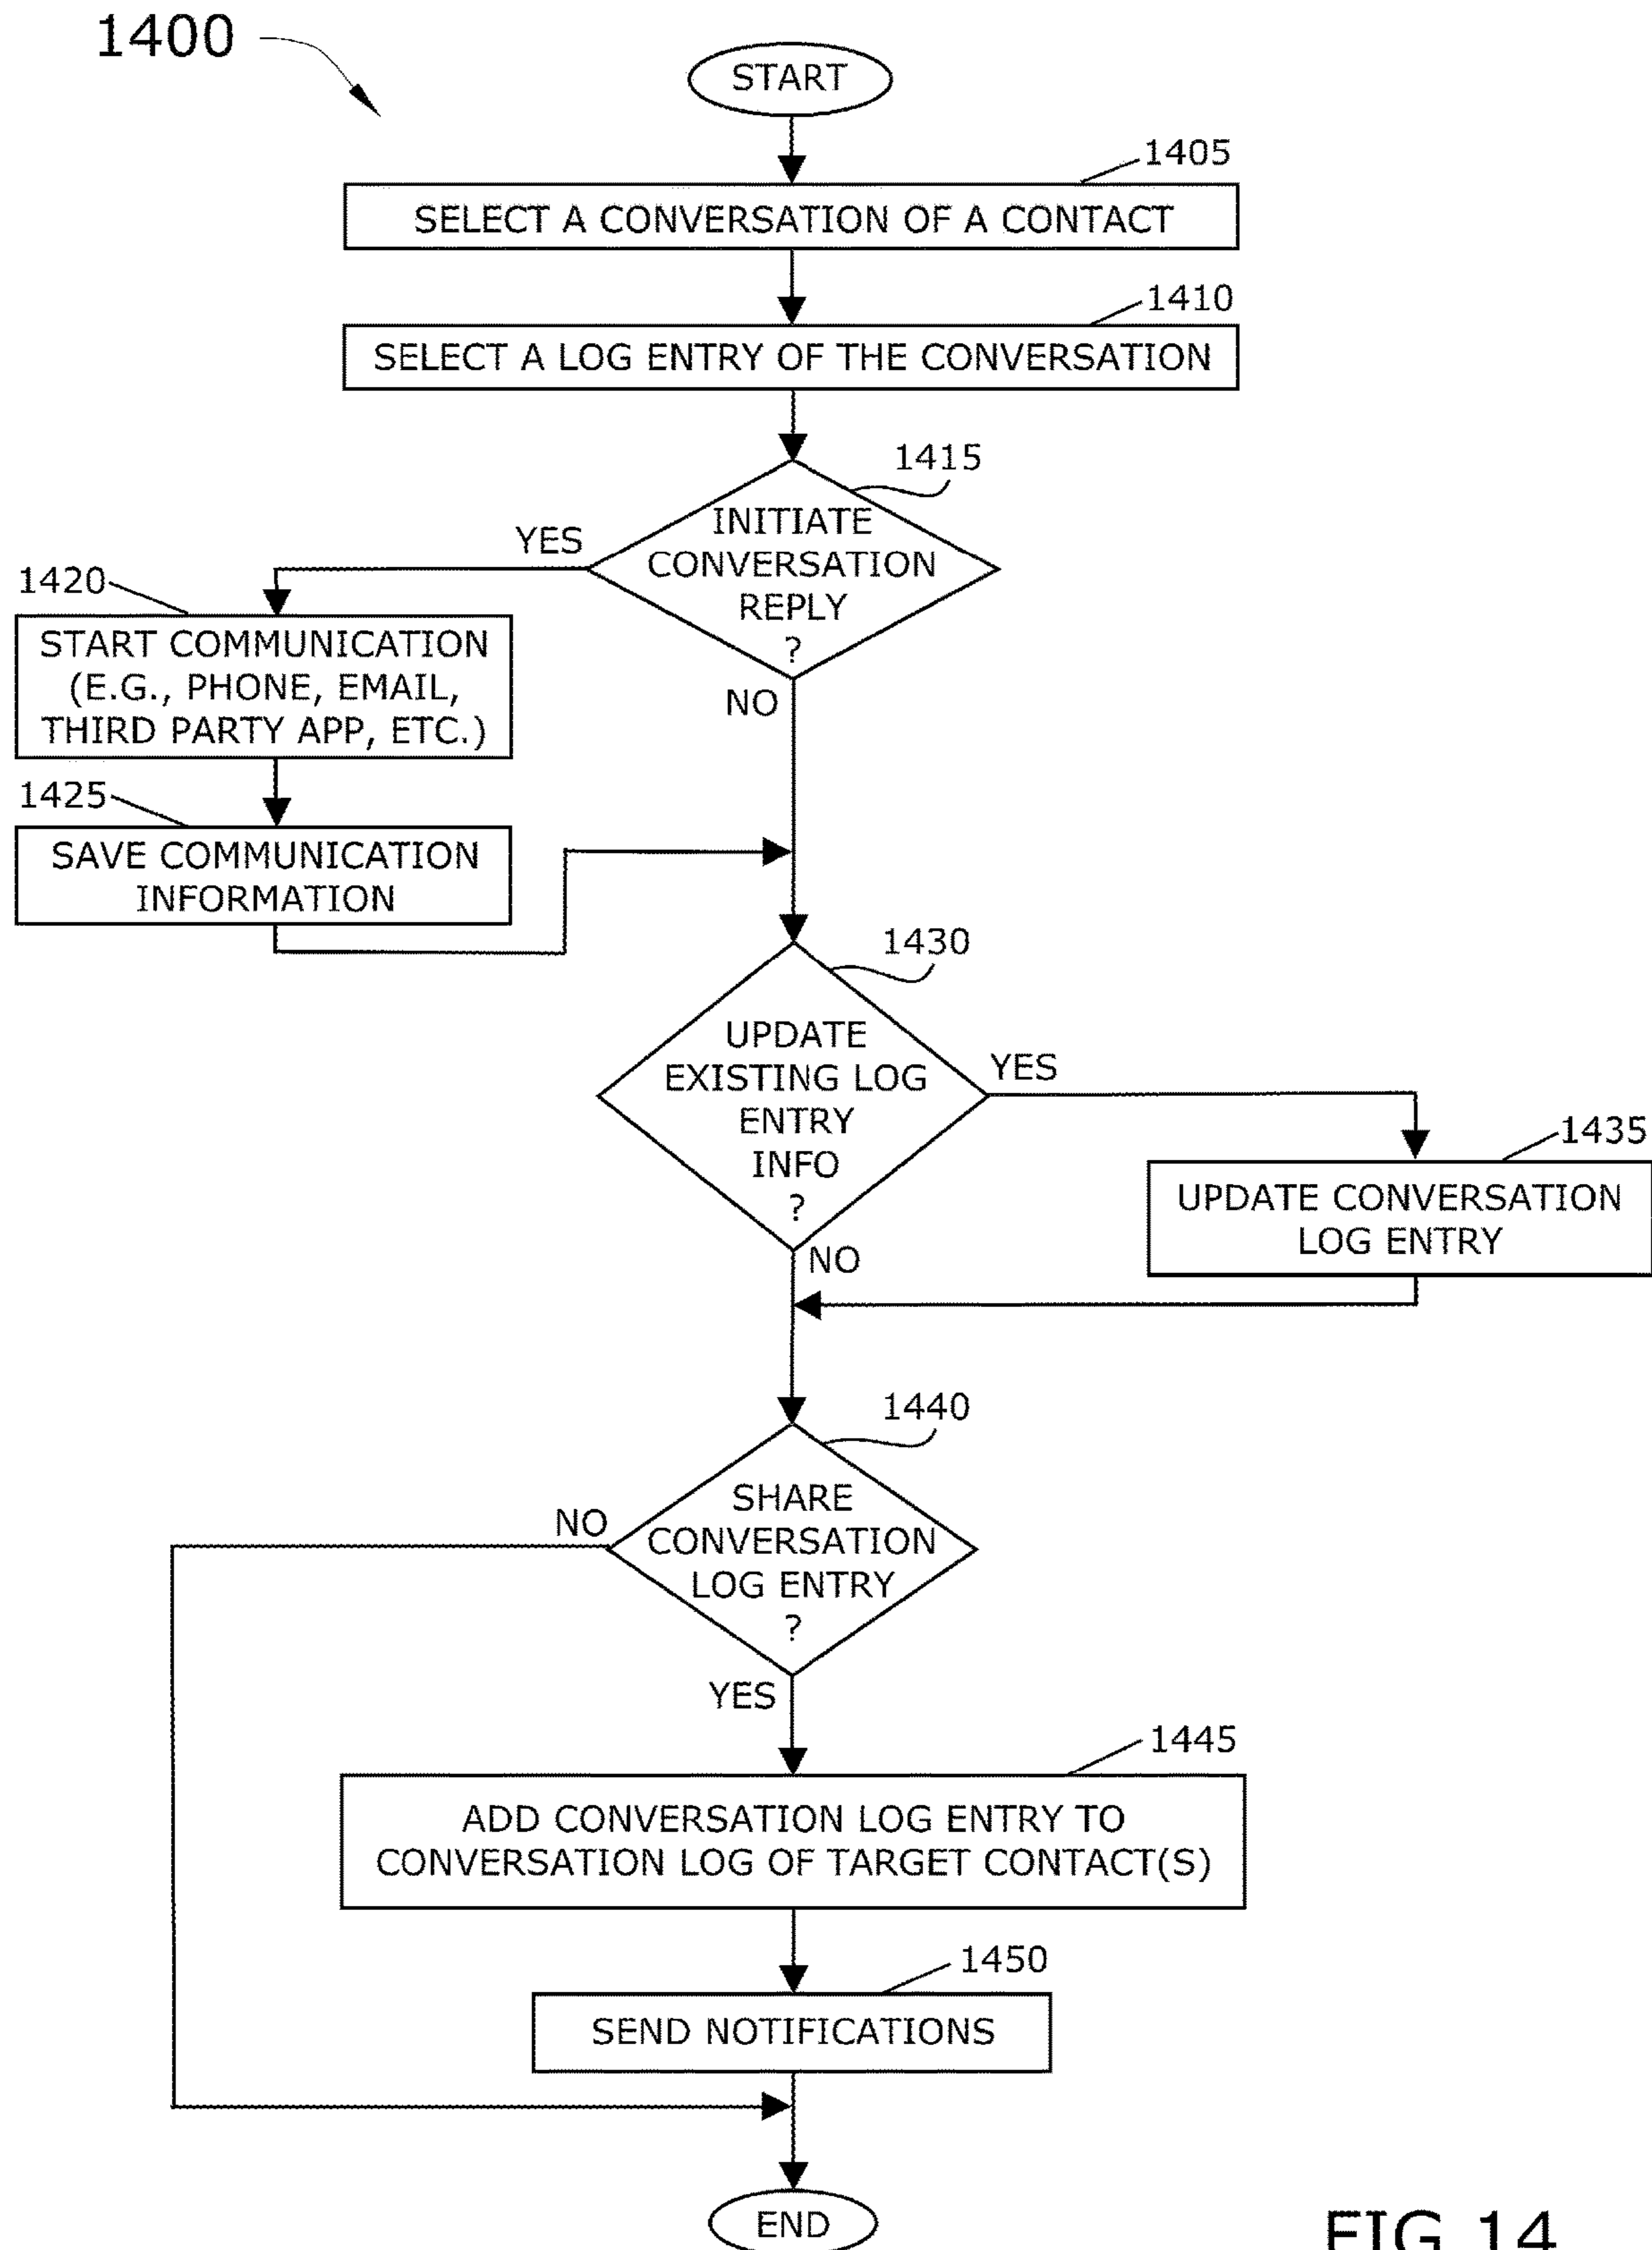 1400
START
1405
SELECT A CONVERSATION OF A CONTACT
1410
SELECT A LOG ENTRY OF THE CONVERSATION
1415
INITIATE
CONVERSATION
REPLY
?
YES
NO
1420
START COMMUNICATION
(E.G., PHONE, EMAIL,
THIRD PARTY APP, ETC.)
1425
SAVE COMMUNICATION
INFORMATION
1430
UPDATE
EXISTING LOG
ENTRY
INFO
?
YES
NO
1435
UPDATE CONVERSATION
LOG ENTRY
1440
SHARE
CONVERSATION
LOG ENTRY
?
NO
YES
1445
ADD CONVERSATION LOG ENTRY TO
CONVERSATION LOG OF TARGET CONTACT(S)
1450
SEND NOTIFICATIONS
END
FIG 14